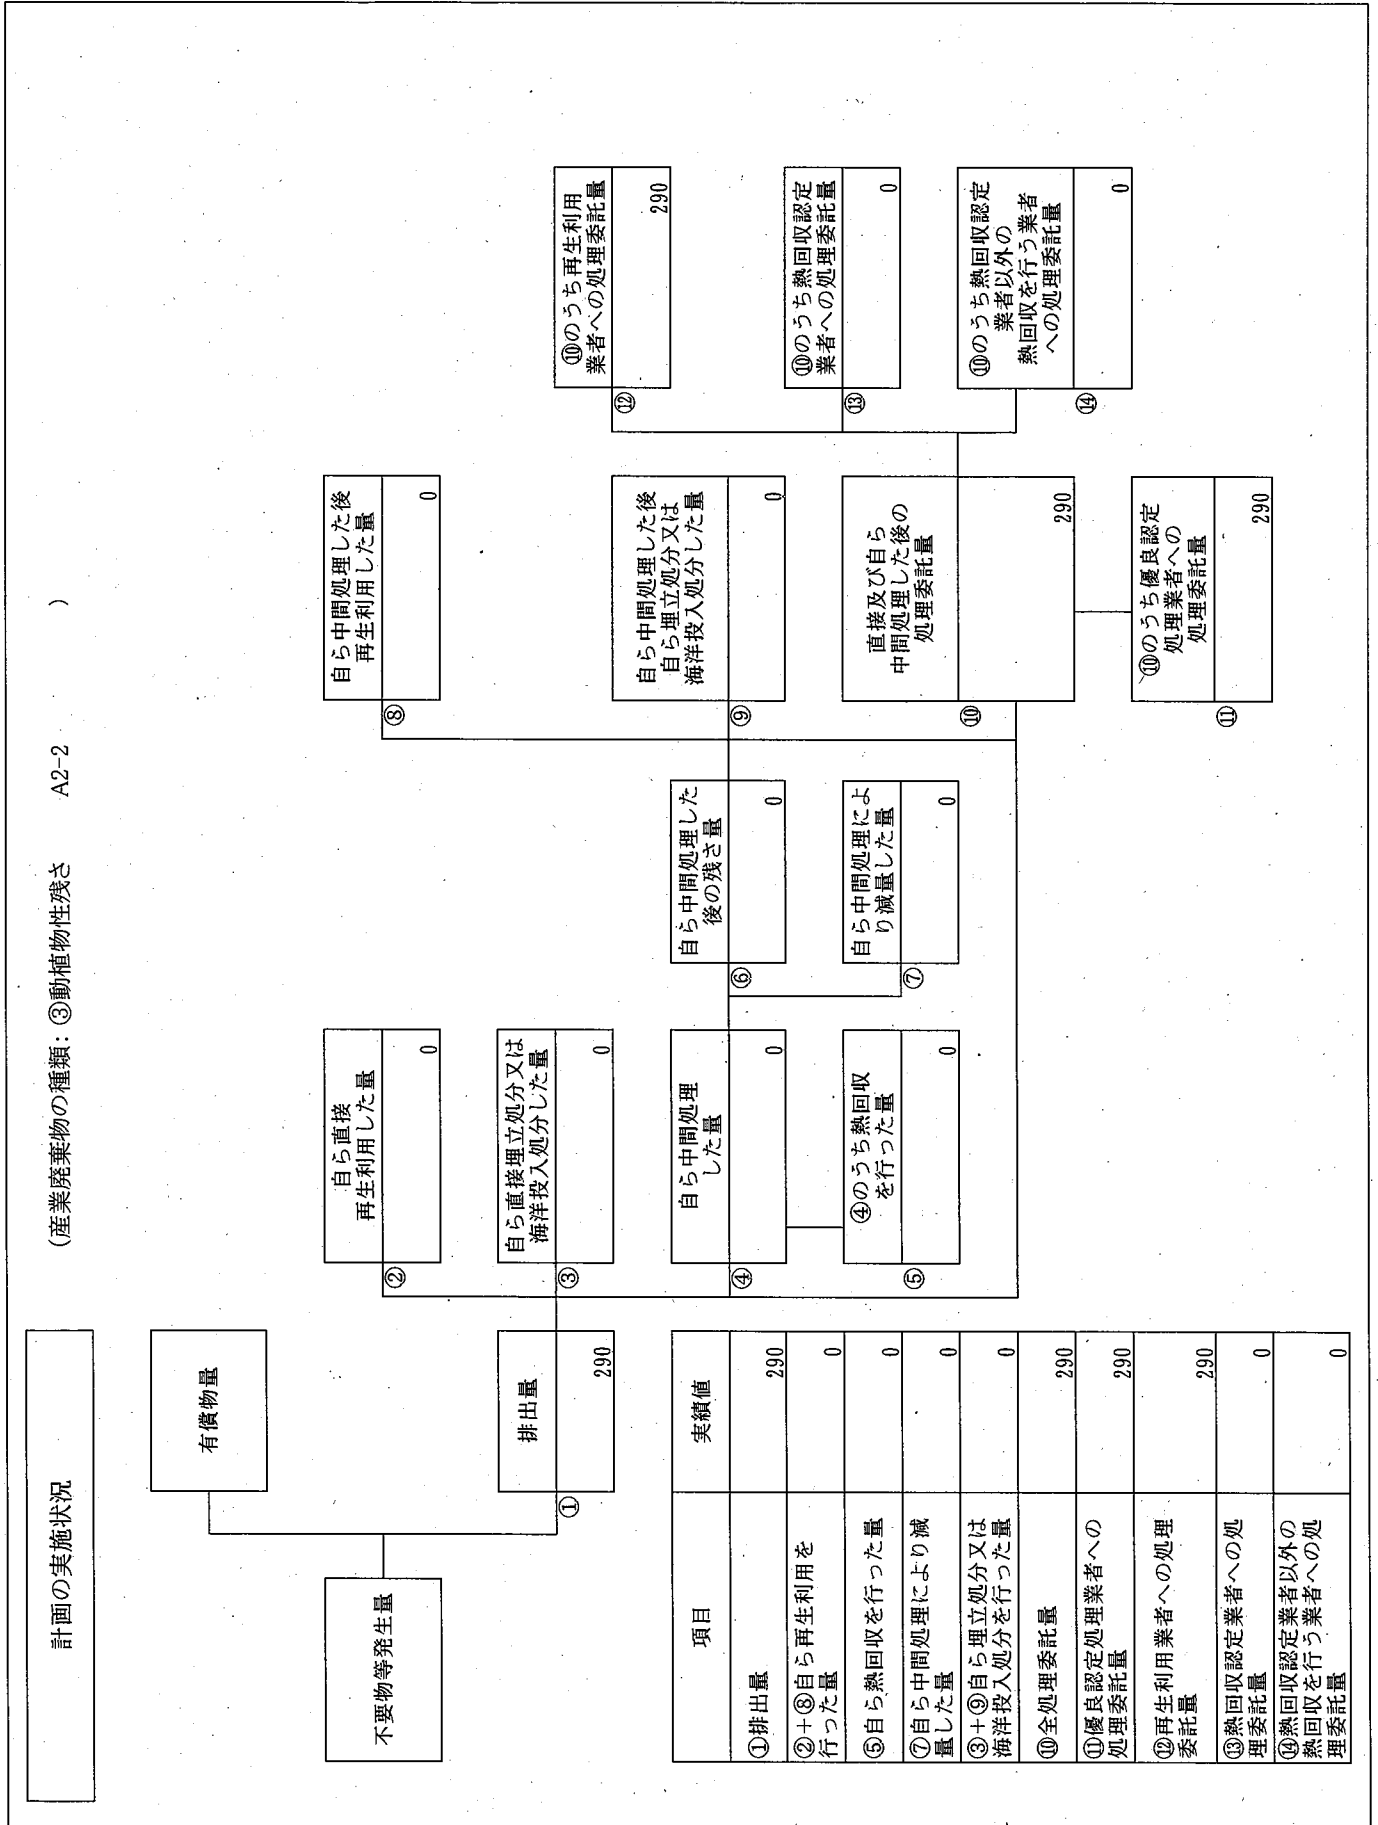 計画の実施状況
(産業廃棄物の種類：③動植物性残さ A2-2 )
不要物等発生量
有償物量
排出量
①
290
②
自ら直接
再生利用した量
0
③
自ら直接埋立処分又は
海洋投入処分した量
0
④
自ら中間処理
した量
0
⑤
④のうち熱回収
を行った量
0
⑥
自ら中間処理した
後の残さ量
0
⑦
自ら中間処理によ
り減量した量
0
⑧
自ら中間処理した後
再生利用した量
0
⑨
自ら中間処理した後
自ら埋立処分又は
海洋投入処分した量
0
⑩
直接及び自ら
中間処理した後の
処理委託量
290
⑪
⑩のうち優良認定
処理業者への
処理委託量
290
⑫
⑩のうち再生利用
業者への処理委託量
290
⑬
⑩のうち熱回収認定
業者への処理委託量
0
⑭
⑩のうち熱回収認定
業者以外の
熱回収を行う業者
への処理委託量
0
項目 実績値
①排出量 290
②+⑧自ら再生利用を
行った量 0
⑤自ら熱回収を行った量 0
⑦自ら中間処理により減
量した量 0
③+⑨自ら埋立処分又は
海洋投入処分を行った量 0
⑩全処理委託量 290
⑪優良認定処理業者への
処理委託量 290
⑫再生利用業者への処理
委託量 290
⑬熱回収認定業者への処
理委託量 0
⑭熱回収認定業者以外の
熱回収を行う業者への処
理委託量 0